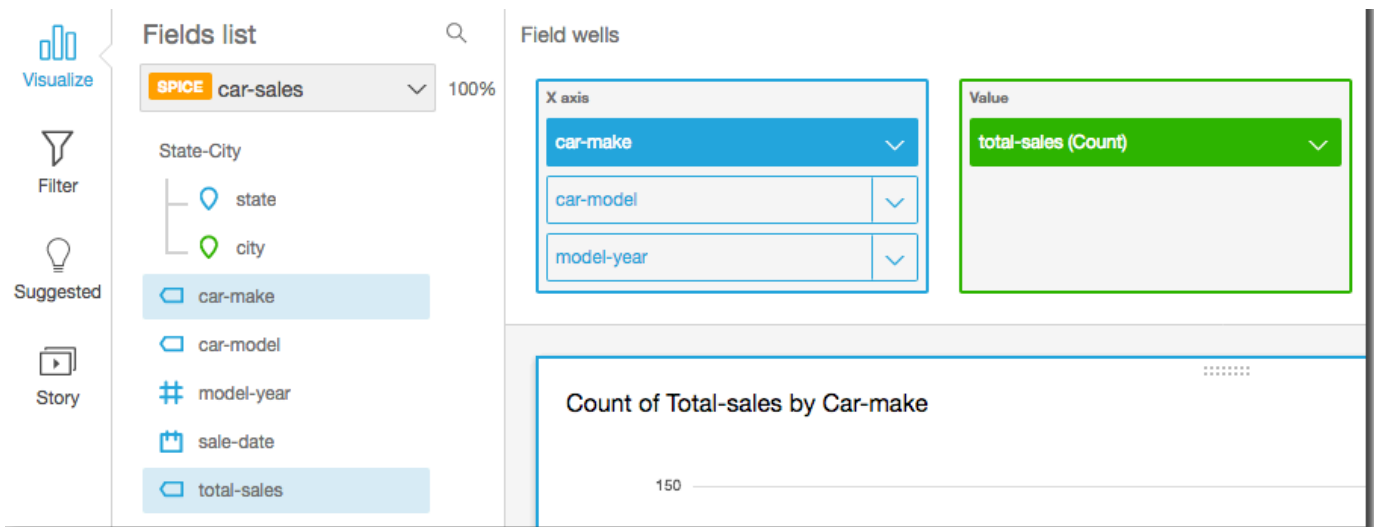 Visualize
Filter
Suggested
Story
Fields list
SPICE car-sales
100%
State-City
state
city
car-make
car-model
model-year
sale-date
total-sales
Field wells
X axis
car-make
car-model
model-year
Value
total-sales (Count)
Count of Total-sales by Car-make
150